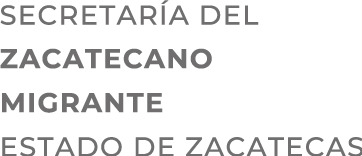 SECRETARÍA DEL
ZACATECANO
MIGRANTE
ESTADO DE ZACATECAS